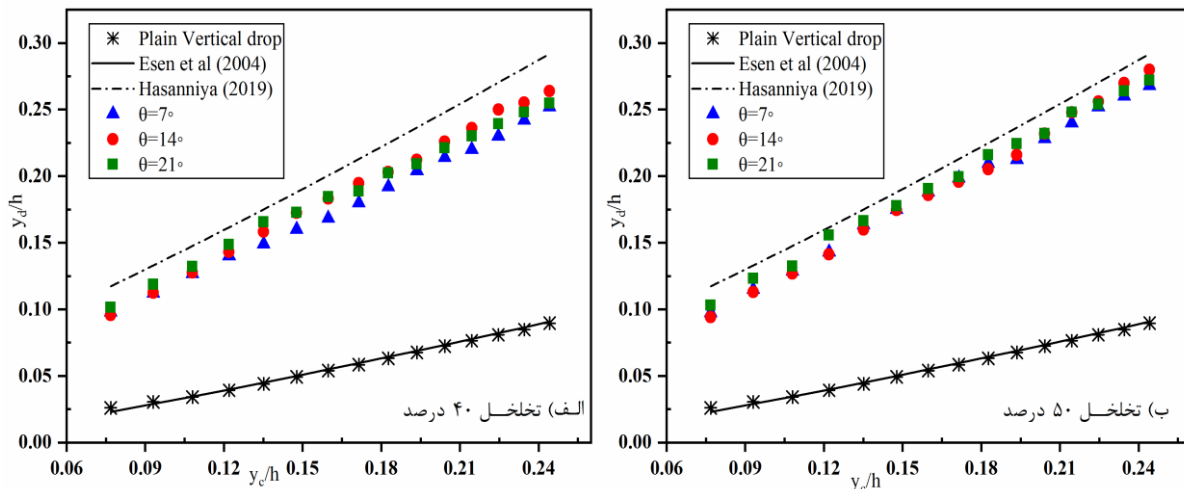 Plain Vertical drop
Esen et al (2004)
Hasanniya (2019)
θ=7°
θ=14°
θ=21°
0.30
0.25
0.20
0.15
0.10
0.05
0.00
yd/h
الف) تخلخل ۴۰ درصد
0.06 0.09 0.12 0.15 0.18 0.21 0.24
yc/h
Plain Vertical drop
Esen et al (2004)
Hasanniya (2019)
θ=7°
θ=14°
θ=21°
0.30
0.25
0.20
0.15
0.10
0.05
0.00
yd/h
ب) تخلخل ۵۰ درصد
0.06 0.09 0.12 0.15 0.18 0.21 0.24
yc/h